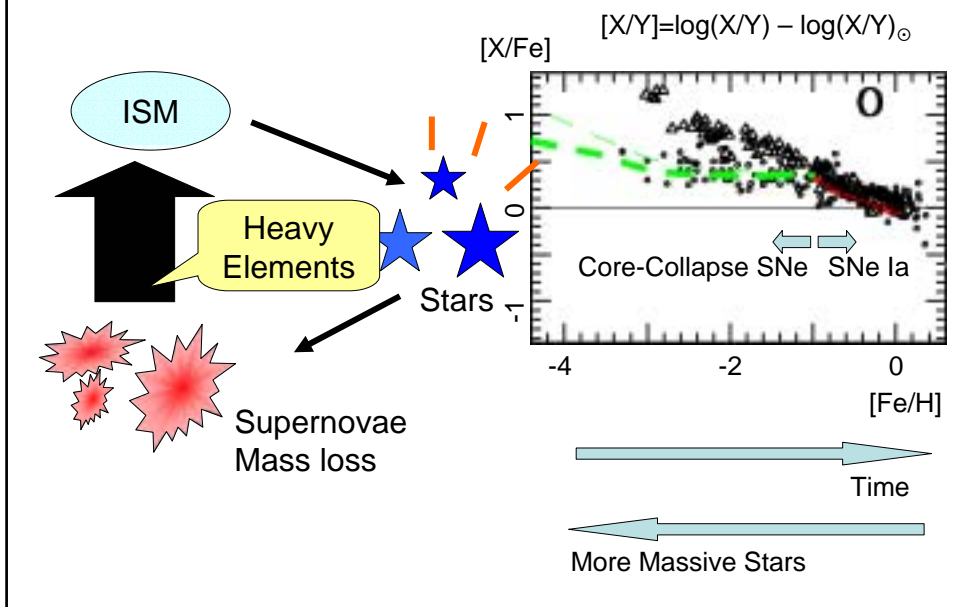 [X/Y]=log(X/Y) – log(X/Y)☉
[X/Fe]
ISM
O
1
0
-1
Heavy
Elements
Core-Collapse SNe
SNe Ia
Stars
-4
-2
0
[Fe/H]
Supernovae
Mass loss
Time
More Massive Stars